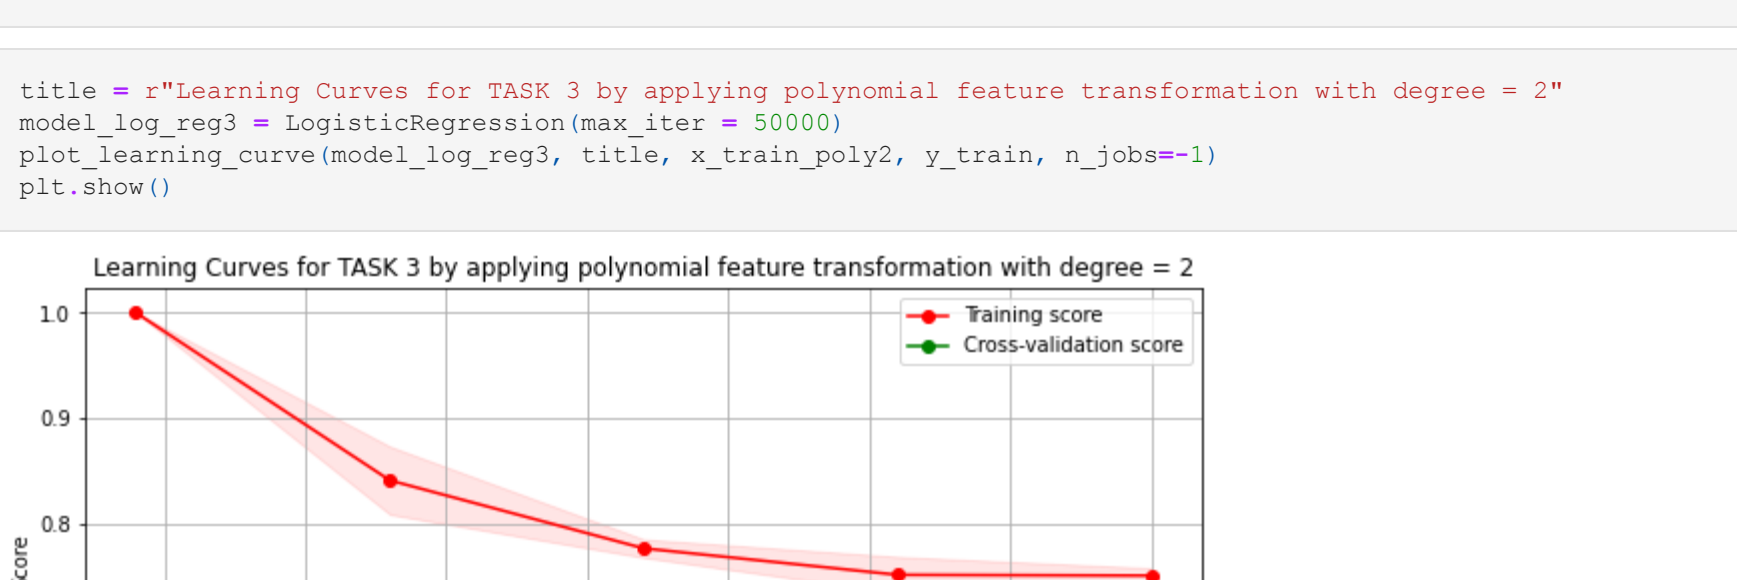 title = r"Learning Curves for TASK 3 by applying polynomial feature transformation with degree = 2"
model_log_reg3 = LogisticRegression(max_iter = 50000)
plot_learning_curve(model_log_reg3, title, x_train_poly2, y_train, n_jobs=-1)
plt.show()
Learning Curves for TASK 3 by applying polynomial feature transformation with degree = 2
Training score
Cross-validation score
1.0
0.9
0.8